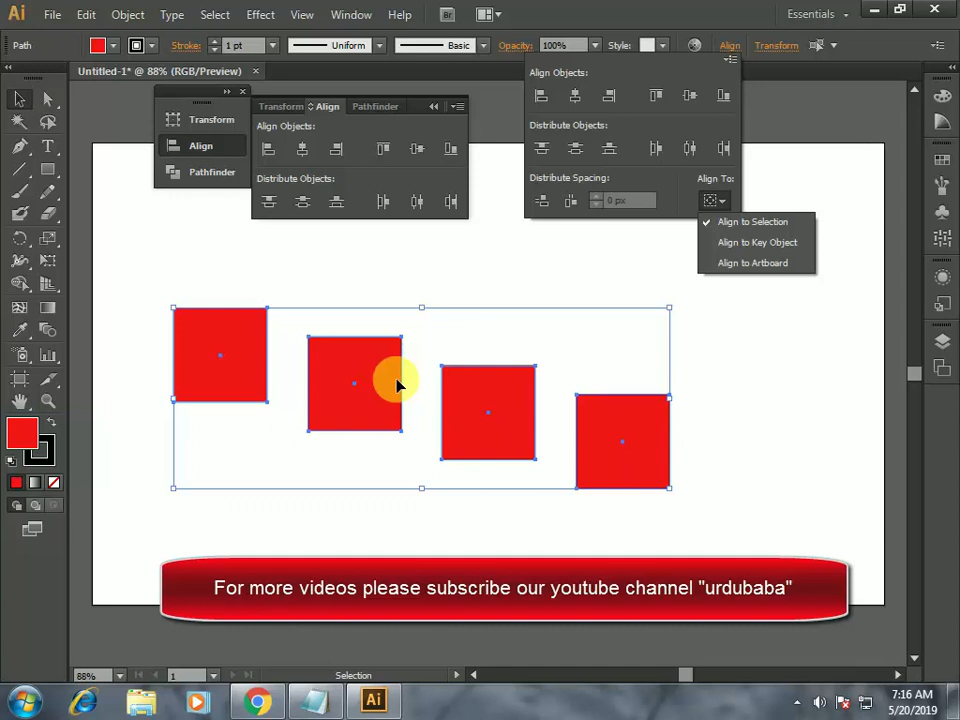 Ai File Edit Object Type Select Effect View Window Help Br Essentials
Path Stroke: 1 pt Uniform Basic Opacity: 100% Style: Align Transform
Untitled-1* @ 88% (RGB/Preview)
Transform
Align
Pathfinder
Transform Align Pathfinder
Align Objects:
Distribute Objects:
Align Objects:
Distribute Objects:
Distribute Spacing: Align To:
0 px
Align to Selection
Align to Key Object
Align to Artboard
For more videos please subscribe our youtube channel "urdubaba"
88% 1 Selection
Ai
7:16 AM
5/20/2019